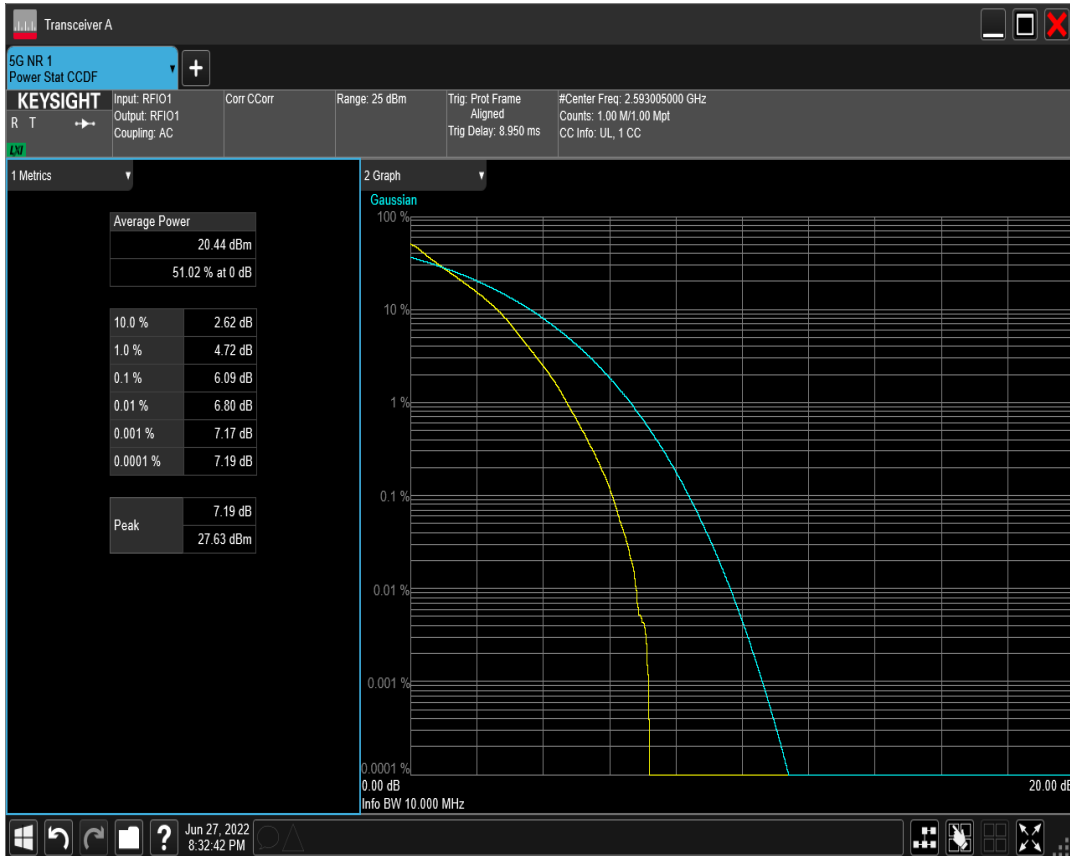 Transceiver A
5G NR 1
Power Stat CCDF
KEYSIGHT
R T
LXI
Input: RFIO1
Output: RFIO1
Coupling: AC
Corr CCorr
Range: 25 dBm
Trig: Prot Frame
Aligned
Trig Delay: 8.950 ms
#Center Freq: 2.593005000 GHz
Counts: 1.00 M/1.00 Mpt
CC Info: UL, 1 CC
1 Metrics
Average Power
20.44 dBm
51.02 % at 0 dB
10.0 % 2.62 dB
1.0 % 4.72 dB
0.1 % 6.09 dB
0.01 % 6.80 dB
0.001 % 7.17 dB
0.0001 % 7.19 dB
Peak
7.19 dB
27.63 dBm
2 Graph
Gaussian
100 %
10 %
1 %
0.1 %
0.01 %
0.001 %
0.0001 %
0.00 dB 20.00 dB
Info BW 10.000 MHz
?
Jun 27, 2022
8:32:42 PM